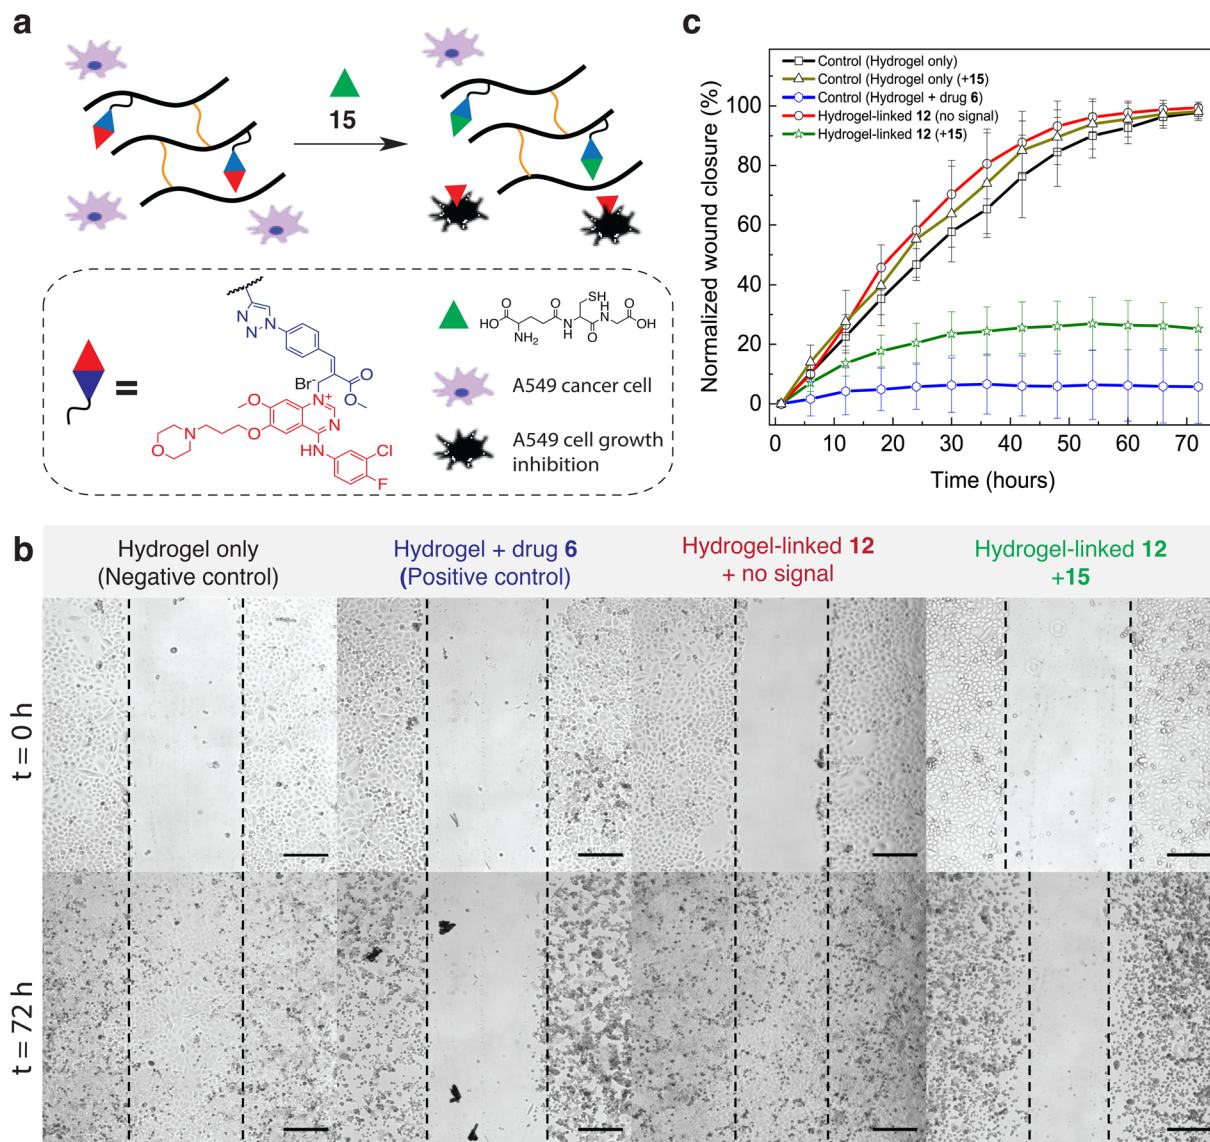 a
15
N
N
N
Br⁻
O
O
O
N⁺
N
O
N
O
HN
Cl
F
O
O
SH
H
N
O
HO
N
H
OH
NH₂
O
=
A549 cancer cell
A549 cell growth
inhibition
c
Control (Hydrogel only)
Control (Hydrogel only (+15)
Control (Hydrogel + drug 6)
Hydrogel-linked 12 (no signal)
Hydrogel-linked 12 (+15)
Normalized wound closure (%)
100
80
60
40
20
0
0 10 20 30 40 50 60 70
Time (hours)
b
Hydrogel only
(Negative control)
Hydrogel + drug 6
(Positive control)
Hydrogel-linked 12
+ no signal
Hydrogel-linked 12
+15
t = 0 h
t = 72 h